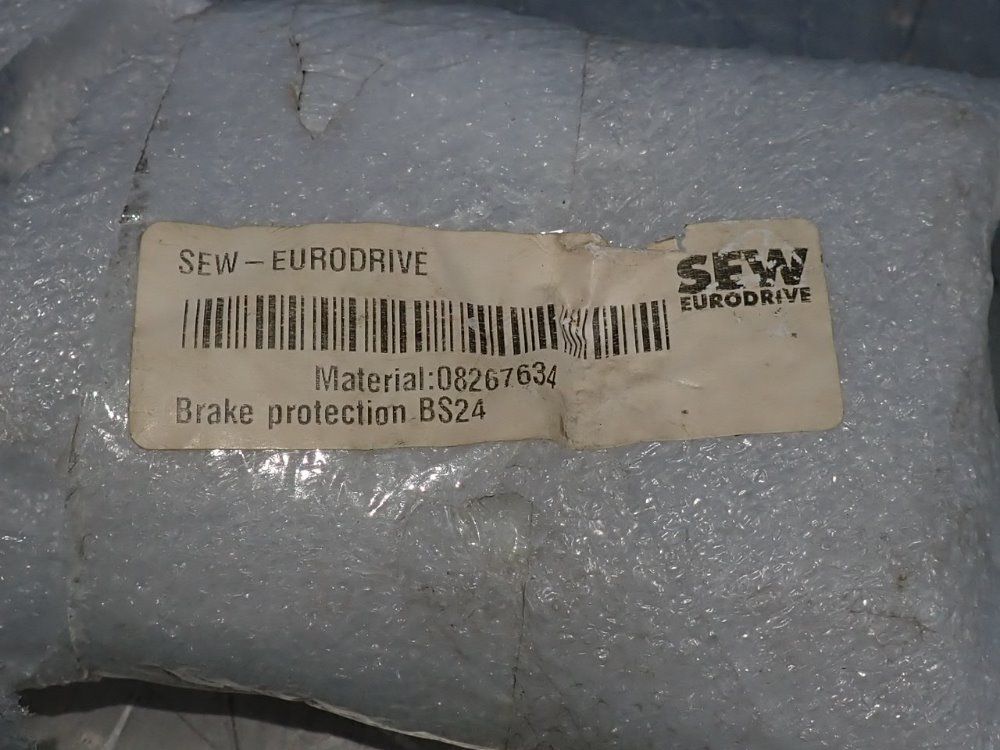 SEW – EURODRIVE
SEW
EURODRIVE
Material:08267634
Brake protection BS24